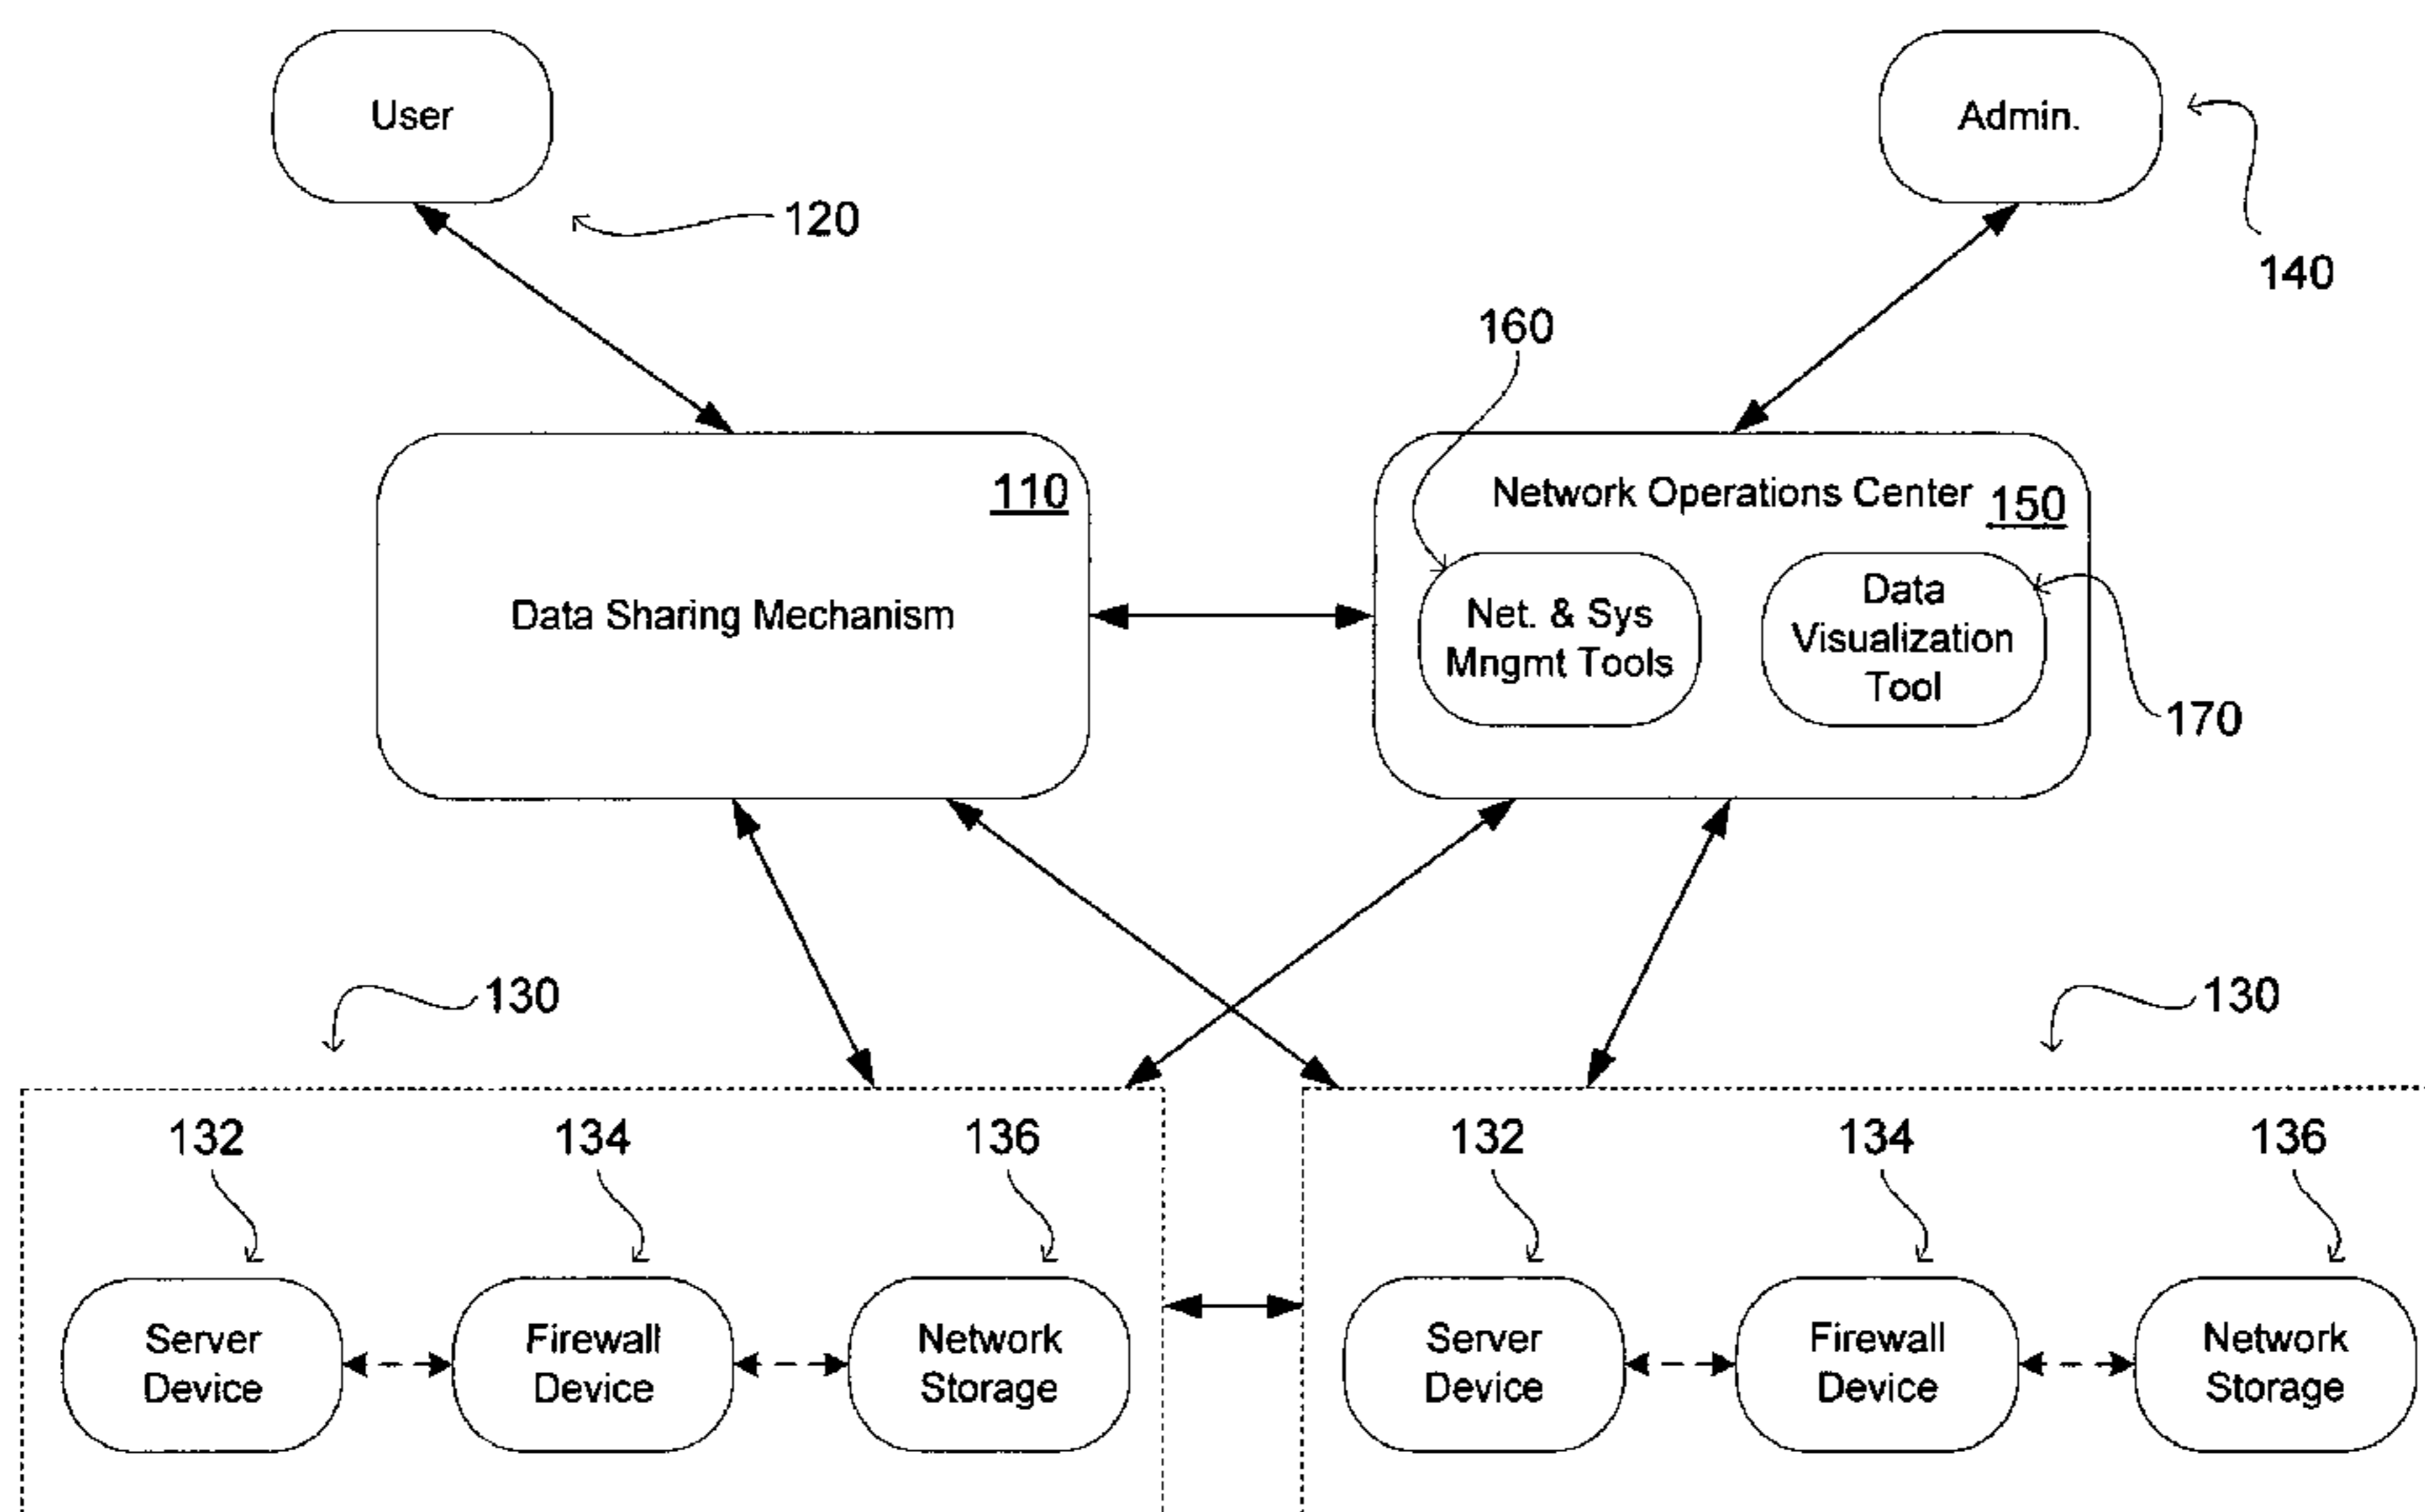 User
Admin.
120
140
160
110
Data Sharing Mechanism
Network Operations Center
150
Net. & Sys
Mngmt Tools
Data
Visualization
Tool
170
130
130
132
134
136
132
134
136
Server
Device
Firewall
Device
Network
Storage
Server
Device
Firewall
Device
Network
Storage